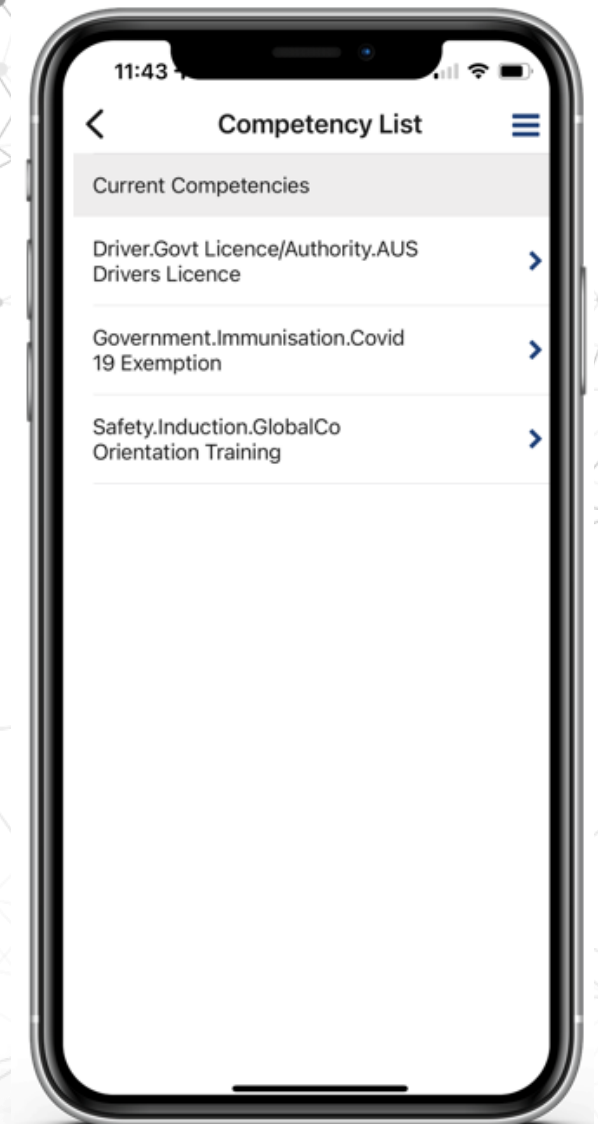 11:43
Competency List
Current Competencies
Driver.Govt Licence/Authority.AUS
Drivers Licence
Government.Immunisation.Covid
19 Exemption
Safety.Induction.GlobalCo
Orientation Training